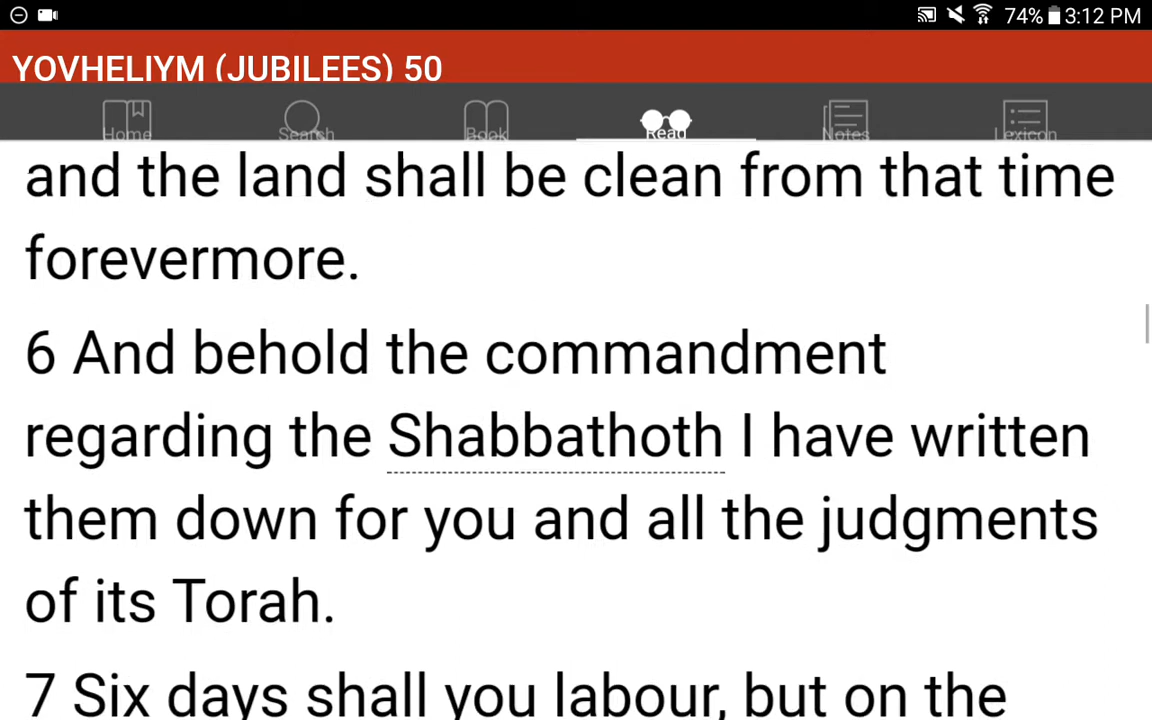 74% 3:12 PM
YOVHELIYM (JUBILEES) 50
Home Search Book Read Notes Lexicon
and the land shall be clean from that time
forevermore.
6 And behold the commandment
regarding the Shabbathoth I have written
them down for you and all the judgments
of its Torah.
7 Six days shall you labour, but on the